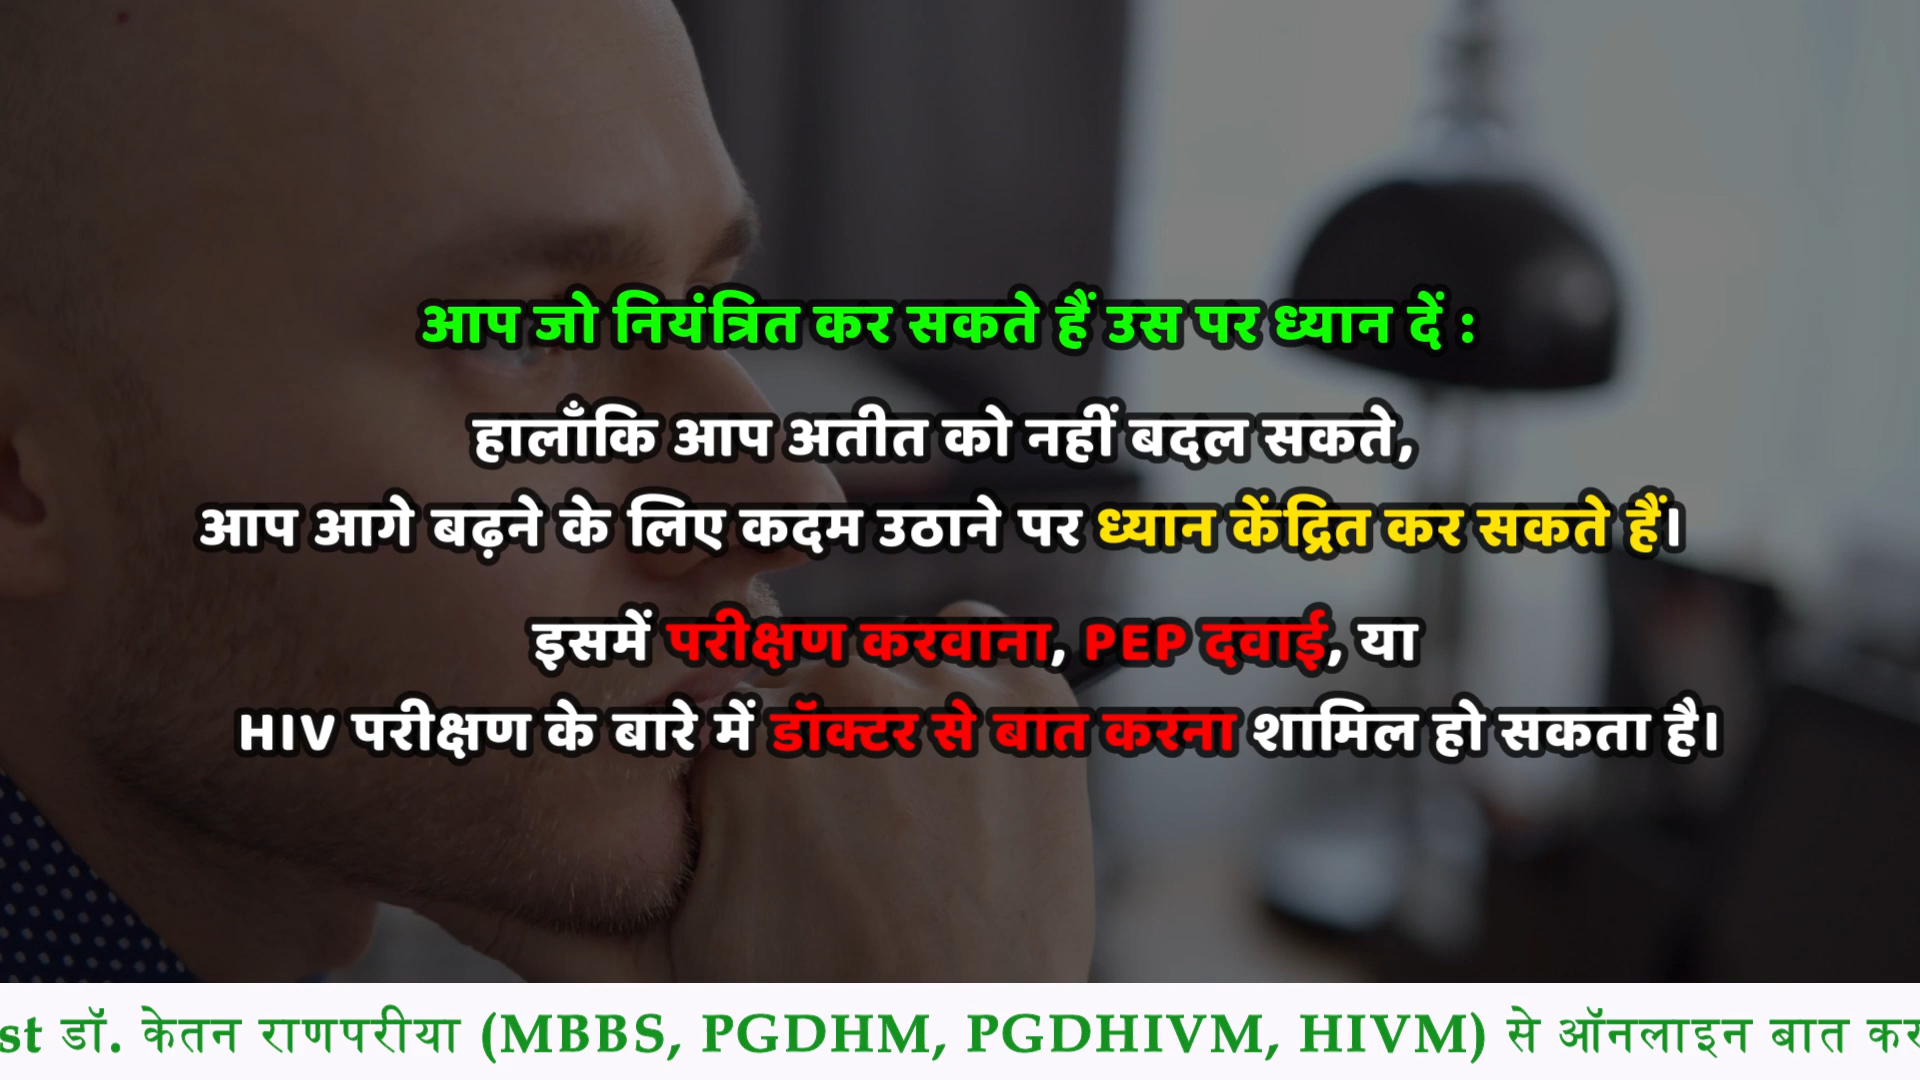 आप जो नियंत्रित कर सकते हैं उस पर ध्यान दें :
हालाँकि आप अतीत को नहीं बदल सकते,
आप आगे बढ़ने के लिए कदम उठाने पर ध्यान केंद्रित कर सकते हैं।
इसमें परीक्षण करवाना, PEP दवाई, या
HIV परीक्षण के बारे में डॉक्टर से बात करना शामिल हो सकता है।
st डॉ. केतन राणपरीया (MBBS, PGDHM, PGDHIVM, HIVM) से ऑनलाइन बात कर